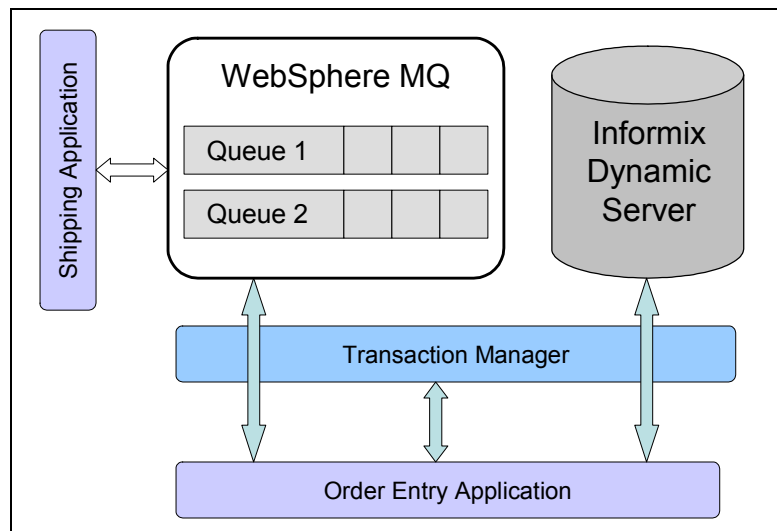 Shipping Application
WebSphere MQ
Queue 1
Queue 2
Informix
Dynamic
Server
Transaction Manager
Order Entry Application